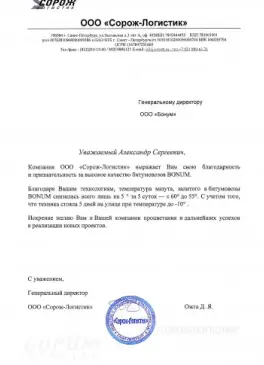 СОРОЖ
ЛОГИСТИК
ООО «Сорож-Логистик»
Генеральному директору
ООО «Бонум»
Уважаемый Александр Сергеевич,
Компания ООО «Сорож-Логистик» выражает Вам свою благодарность
и признательность за высокое качество битумовозов BONUM.
Благодаря Вашим технологиям, температура мазута, залитого в битумовозы
BONUM снизилась всего лишь на 5 ° за 5 суток — с 60° до 55°. С учетом того,
что техника стояла 5 дней на улице при температуре до -10° .
Искренне желаю Вам и Вашей компании процветания и дальнейших успехов
в реализации новых проектов.
С уважением,
Генеральный директор
ООО «Сорож-Логистик»
Оюта Д. Я.
«Сорож-Логистик»